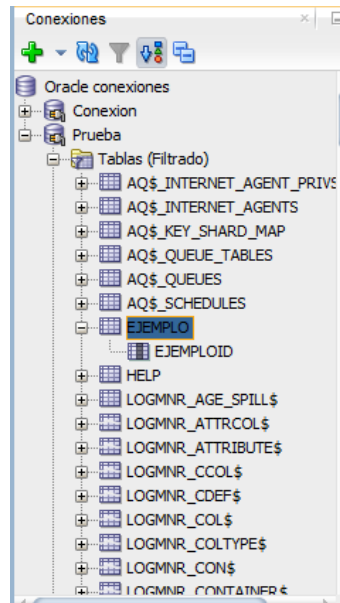 Conexiones
Oracle conexiones
Conexion
Prueba
Tablas (Filtrado)
AQ$_INTERNET_AGENT_PRIVS
AQ$_INTERNET_AGENTS
AQ$_KEY_SHARD_MAP
AQ$_QUEUE_TABLES
AQ$_QUEUES
AQ$_SCHEDULES
EJEMPLO
EJEMPLOID
HELP
LOGMNR_AGE_SPILL$
LOGMNR_ATTRCOL$
LOGMNR_ATTRIBUTE$
LOGMNR_CCOL$
LOGMNR_CDEF$
LOGMNR_COL$
LOGMNR_COLTYPE$
LOGMNR_CON$
LOGMNR_CONTAINER$